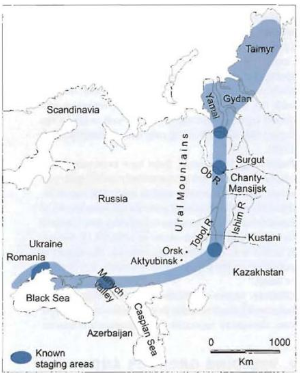 Taimyr
Yamal
Gydan
Scandinavia
Ural Mountains
Surgut
Ob R
Chanty-
Mansijsk
Russia
Tobol R
Ishim R
Kustani
Ukraine
Orsk
Romania
Aktyubinsk
Manych
Valley
Kazakhstan
Black Sea
Caspian Sea
Azerbaijan
0 1000
Km
Known
staging areas